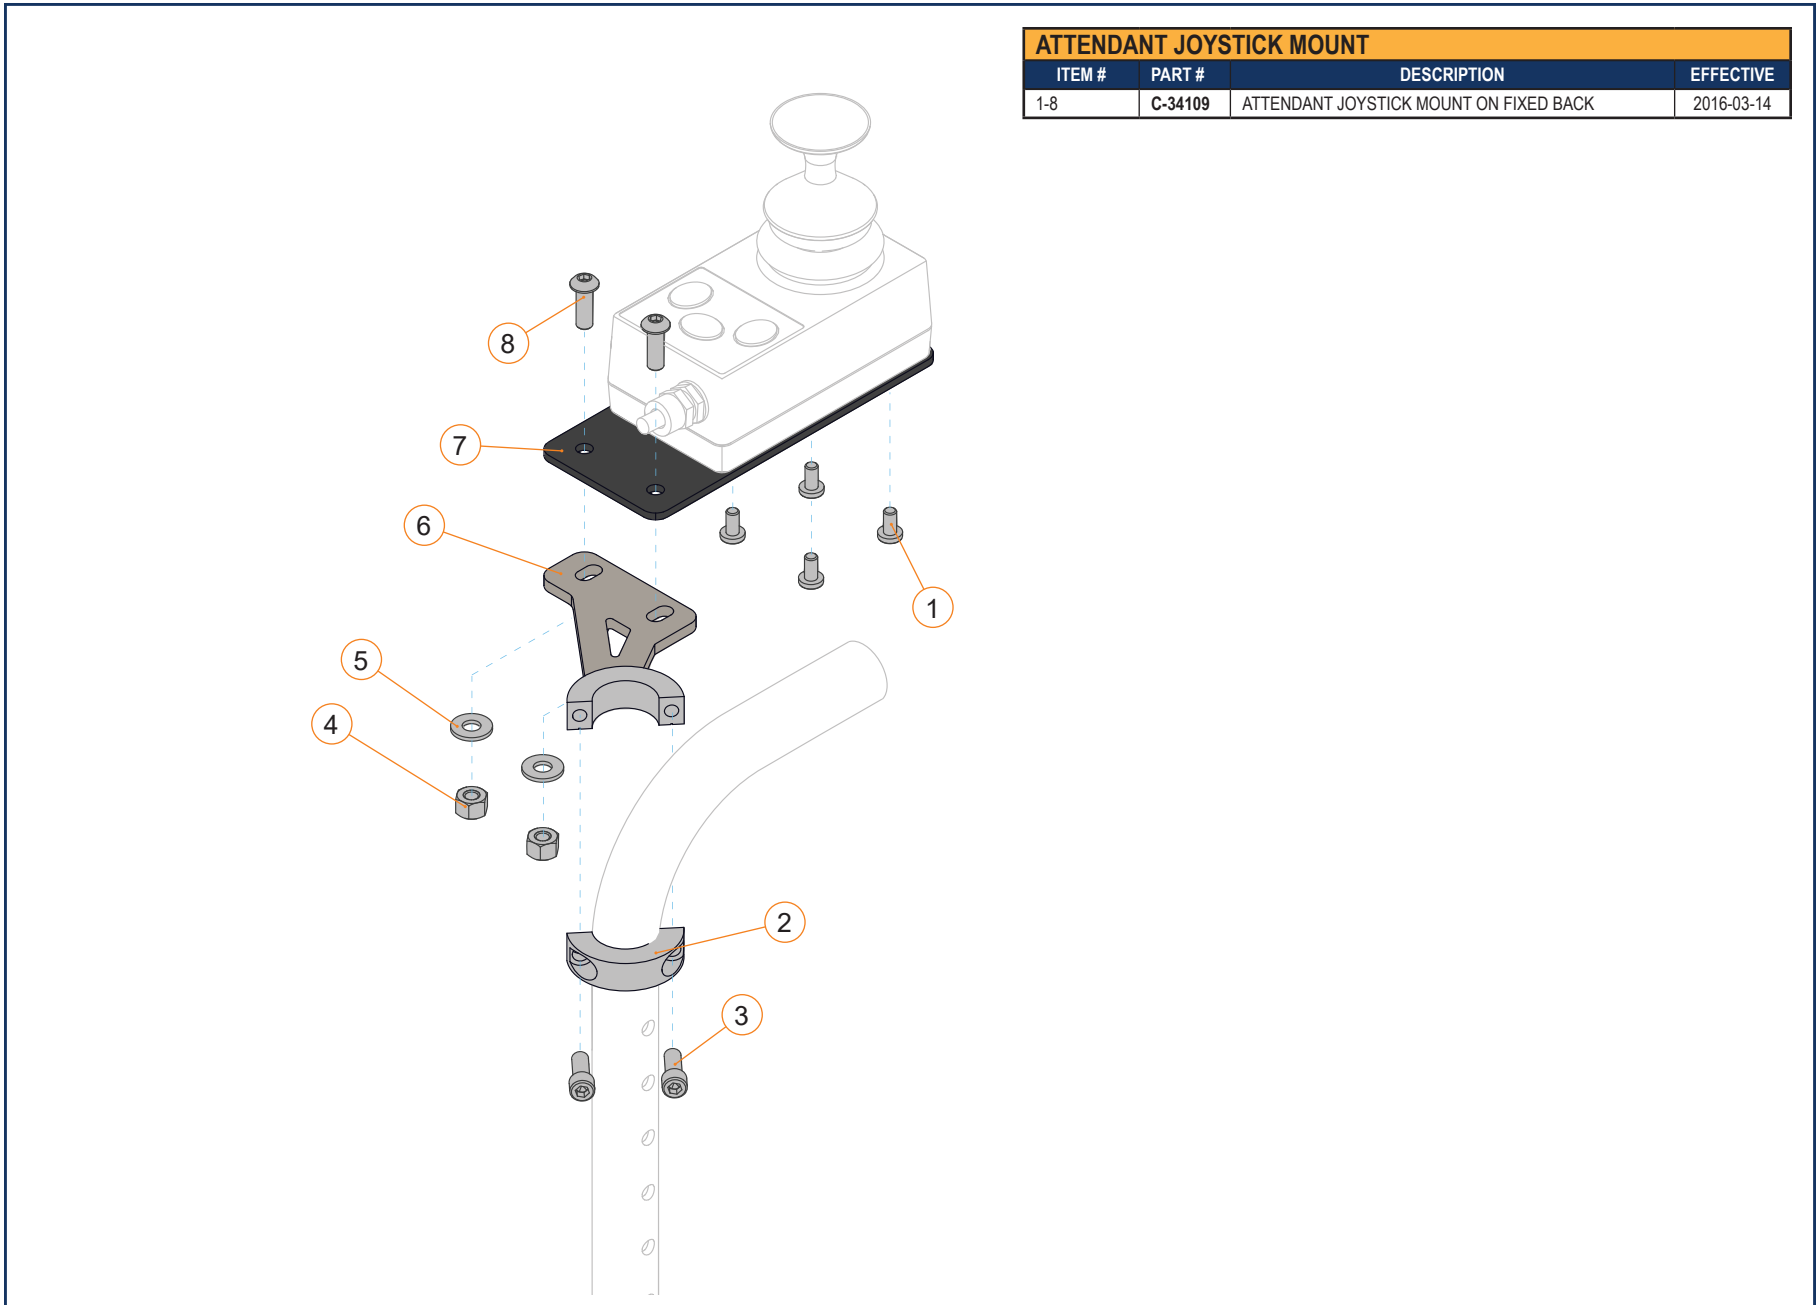 ATTENDANT JOYSTICK MOUNT
ITEM # PART # DESCRIPTION EFFECTIVE
1-8 C-34109 ATTENDANT JOYSTICK MOUNT ON FIXED BACK 2016-03-14
8
7
6
1
5
4
2
3